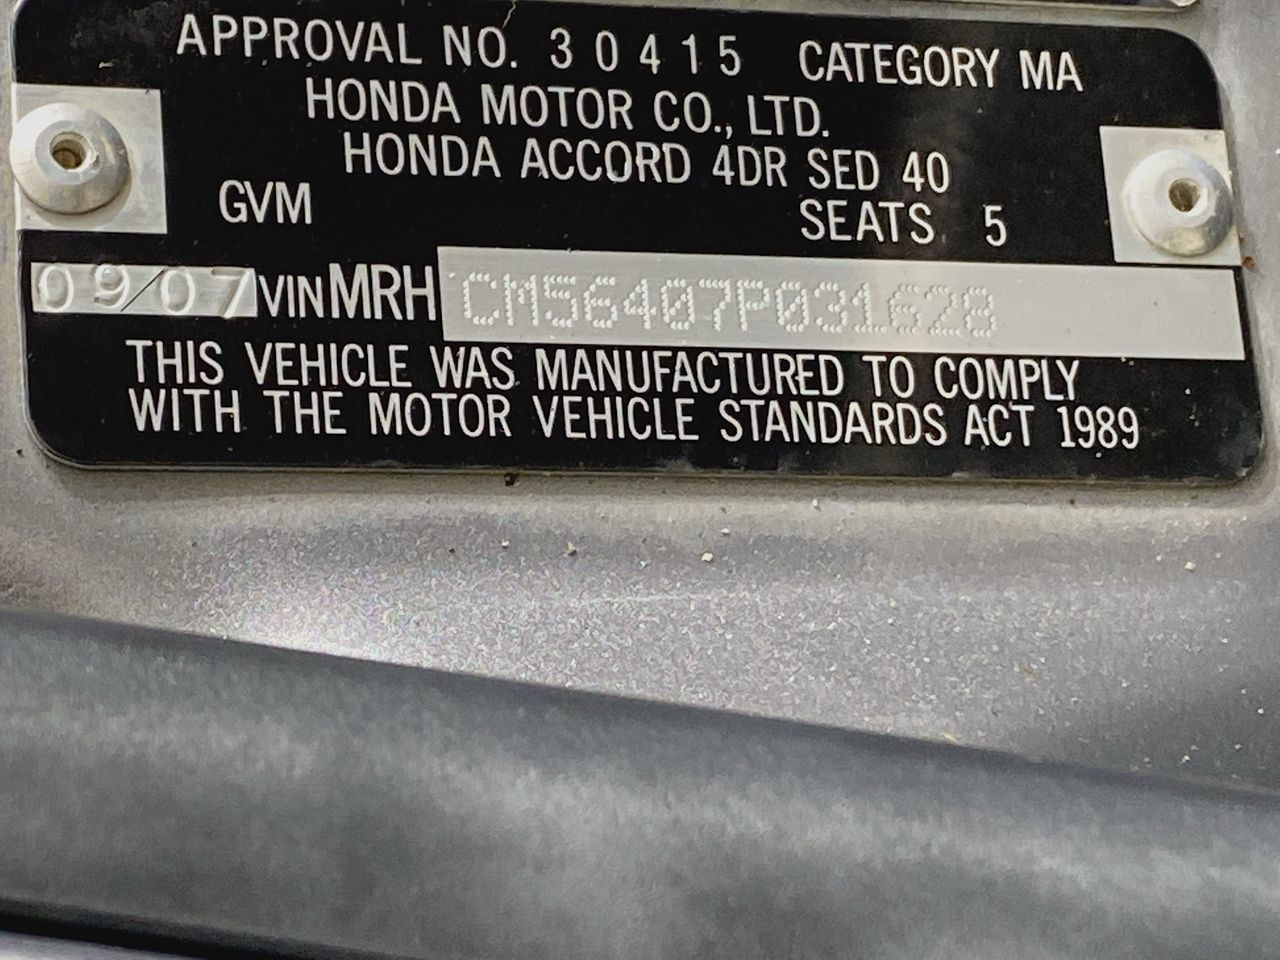 APPROVAL NO. 30415 CATEGORY MA
HONDA MOTOR CO., LTD.
HONDA ACCORD 4DR SED 40
GVM SEATS 5
09/07 VIN MRH CM56407P031628
THIS VEHICLE WAS MANUFACTURED TO COMPLY
WITH THE MOTOR VEHICLE STANDARDS ACT 1989